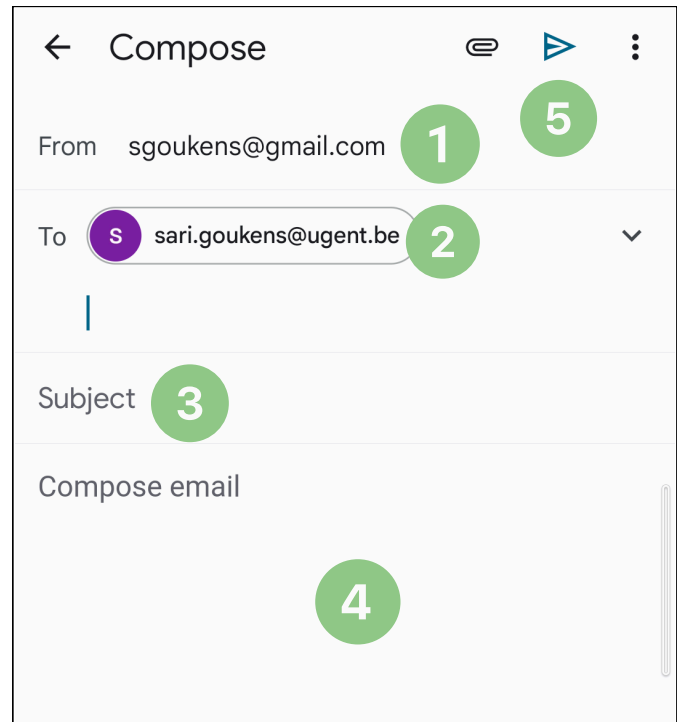 Compose
5
From sgoukens@gmail.com 1
To S sari.goukens@ugent.be 2
Subject 3
Compose email
4